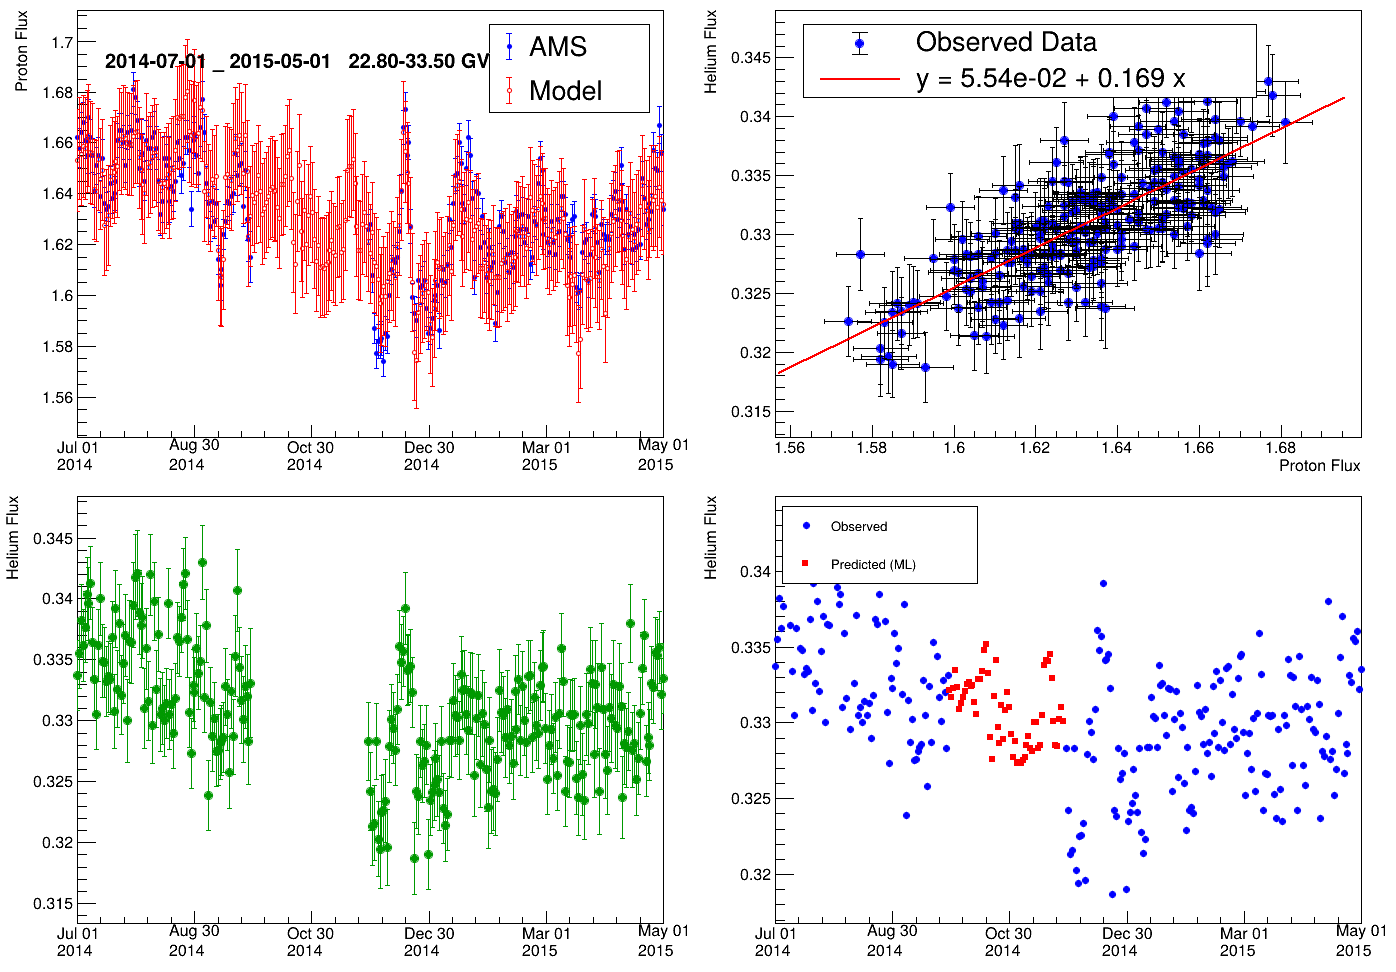 Proton Flux
1.7
1.68
1.66
1.64
1.62
1.6
1.58
1.56
2014-07-01 _ 2015-05-01 22.80-33.50 GV
AMS
Model
Jul 01 Aug 30 Oct 30 Dec 30 Mar 01 May 01
2014 2014 2014 2014 2015 2015
Helium Flux
0.345
0.34
0.335
0.33
0.325
0.32
0.315
Observed Data
y = 5.54e-02 + 0.169 x
1.56 1.58 1.6 1.62 1.64 1.66 1.68
Proton Flux
Helium Flux
0.345
0.34
0.335
0.33
0.325
0.32
0.315
Jul 01 Aug 30 Oct 30 Dec 30 Mar 01 May 01
2014 2014 2014 2014 2015 2015
Helium Flux
0.34
0.335
0.33
0.325
0.32
Observed
Predicted (ML)
Jul 01 Aug 30 Oct 30 Dec 30 Mar 01 May 01
2014 2014 2014 2014 2015 2015